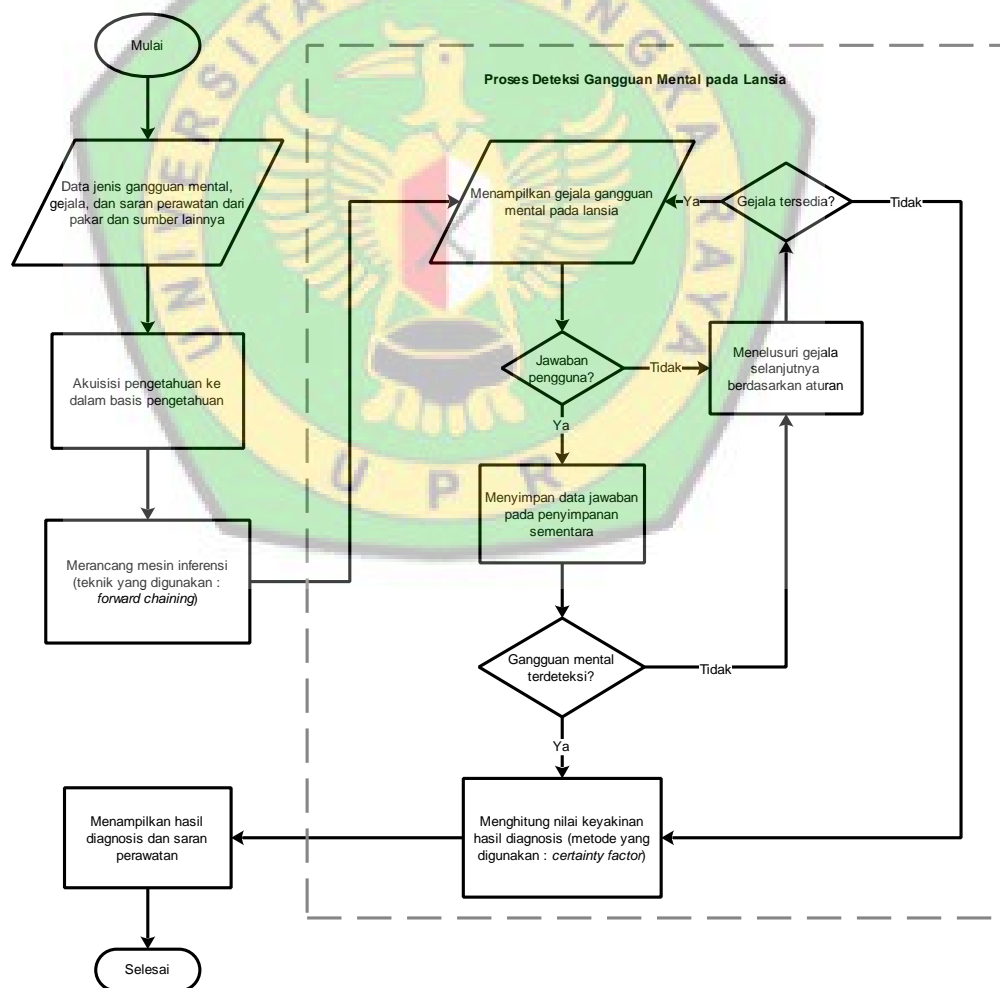 Mulai
Proses Deteksi Gangguan Mental pada Lansia
Data jenis gangguan mental,
gejala, dan saran perawatan dari
pakar dan sumber lainnya
Menampilkan gejala gangguan
mental pada lansia
Ya
Gejala tersedia?
Tidak
Akuisisi pengetahuan ke
dalam basis pengetahuan
Jawaban
pengguna?
Tidak
Menelusuri gejala
selanjutnya
berdasarkan aturan
Ya
Menyimpan data jawaban
pada penyimpanan
sementara
Merancang mesin inferensi
(teknik yang digunakan :
forward chaining)
Gangguan mental
terdeteksi?
Tidak
Ya
Menampilkan hasil
diagnosis dan saran
perawatan
Menghitung nilai keyakinan
hasil diagnosis (metode yang
digunakan : certainty factor)
Selesai
U P R